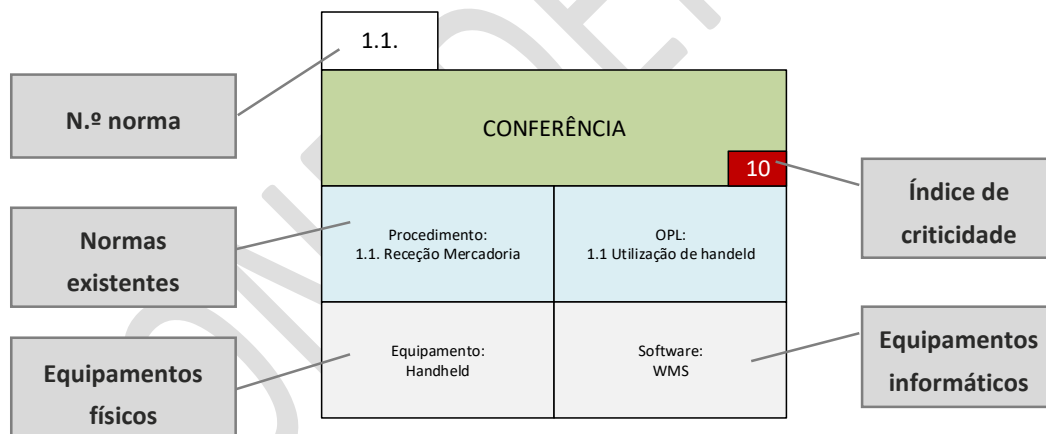 1.1.
N.º norma
CONFERÊNCIA
10
Índice de
criticidade
Normas
existentes
Procedimento:
1.1. Receção Mercadoria
OPL:
1.1 Utilização de handeld
Equipamentos
físicos
Equipamento:
Handheld
Software:
WMS
Equipamentos
informáticos